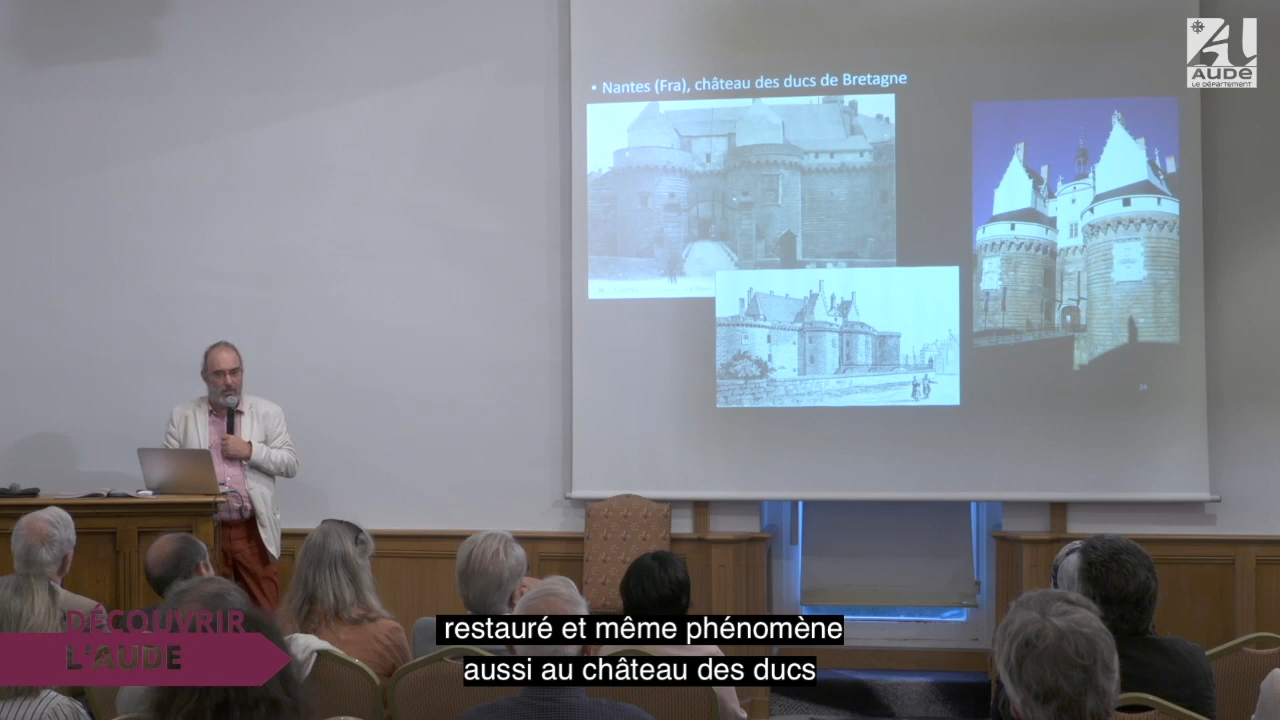 • Nantes (Fra), château des ducs de Bretagne
AUDE
LE DÉPARTEMENT
DÉCOUVRIR
L'AUDE
restauré et même phénomène
aussi au château des ducs